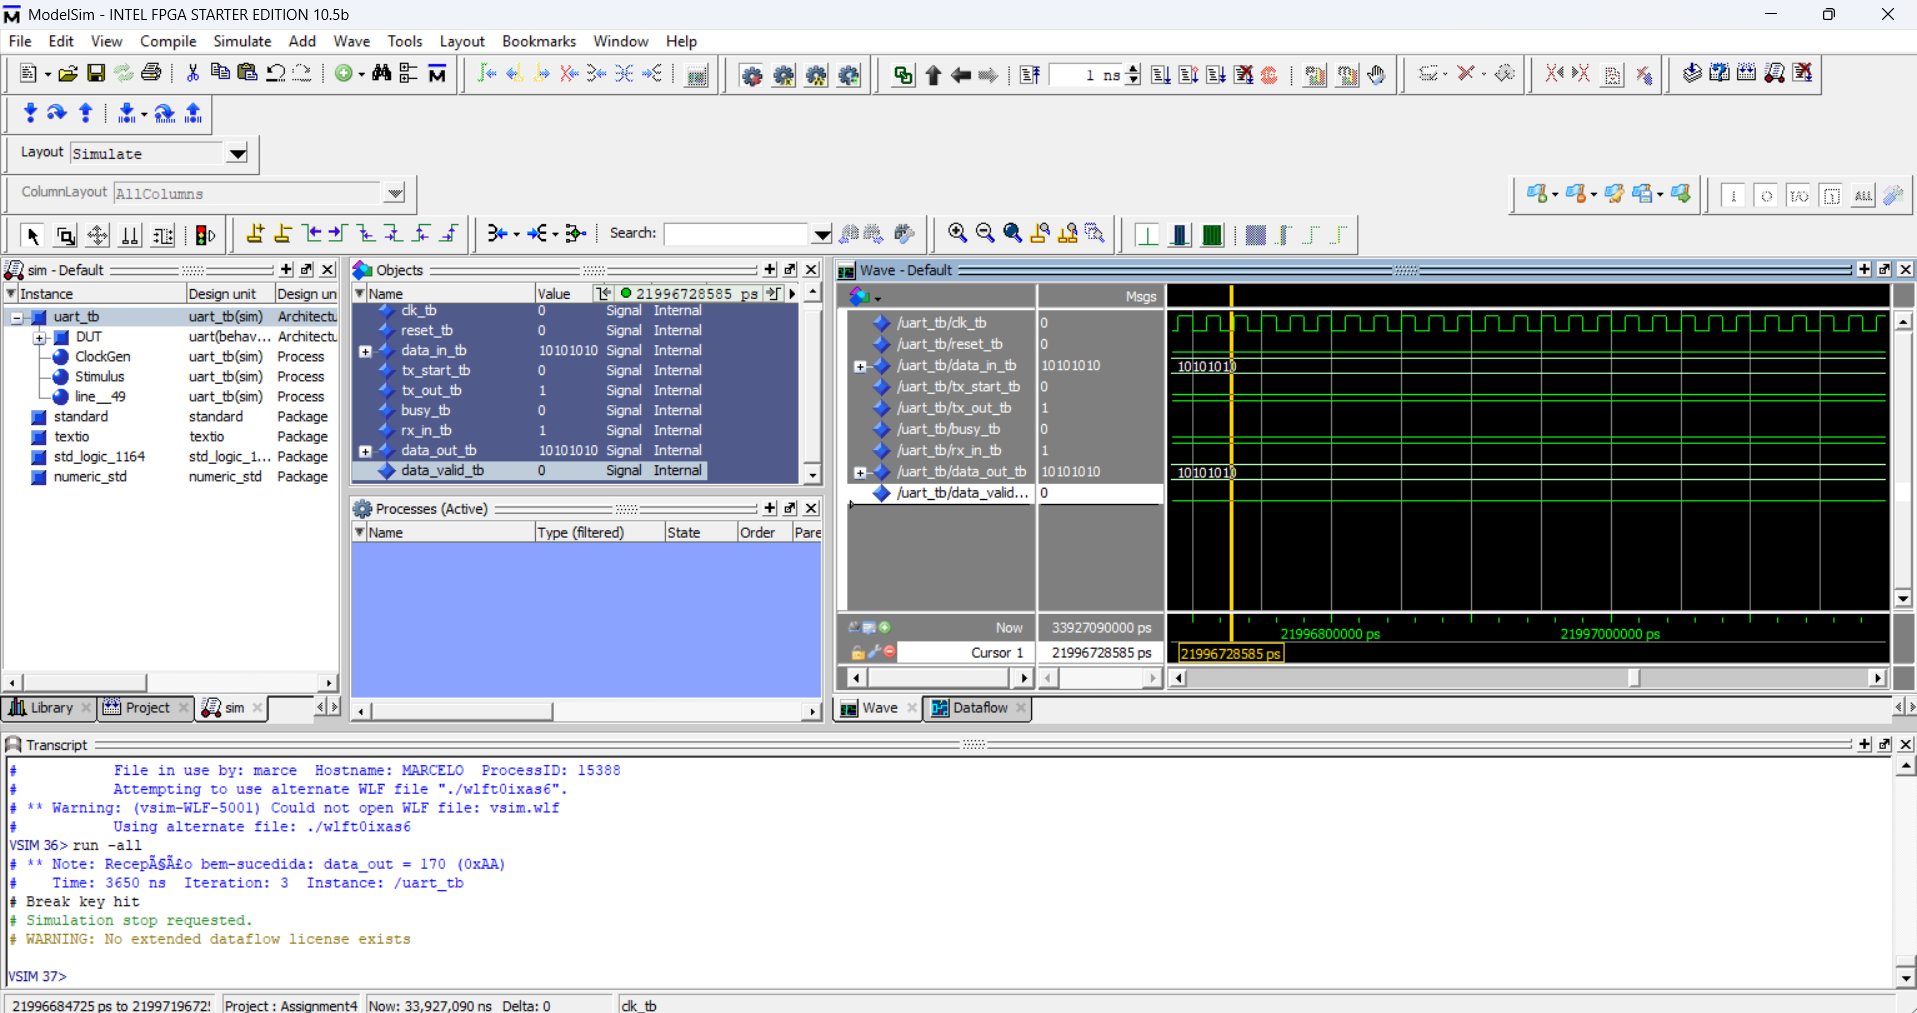 ModelSim - INTEL FPGA STARTER EDITION 10.5b
File Edit View Compile Simulate Add Wave Tools Layout Bookmarks Window Help
1 ns
Layout Simulate
ColumnLayout AllColumns
Search:
sim - Default
Instance Design unit Design un
uart_tb uart_tb(sim) Architectu
DUT uart(behav... Architectu
ClockGen uart_tb(sim) Process
Stimulus uart_tb(sim) Process
line__49 uart_tb(sim) Process
standard standard Package
textio textio Package
std_logic_1164 std_logic_1... Package
numeric_std numeric_std Package
Library Project sim
Objects
Name Value 21996728585 ps
clk_tb 0 Signal Internal
reset_tb 0 Signal Internal
data_in_tb 10101010 Signal Internal
tx_start_tb 0 Signal Internal
tx_out_tb 1 Signal Internal
busy_tb 0 Signal Internal
rx_in_tb 1 Signal Internal
data_out_tb 10101010 Signal Internal
data_valid_tb 0 Signal Internal
Processes (Active)
Name Type (filtered) State Order Pare
Wave - Default
Msgs
/uart_tb/clk_tb 0
/uart_tb/reset_tb 0
/uart_tb/data_in_tb 10101010 10101010
/uart_tb/tx_start_tb 0
/uart_tb/tx_out_tb 1
/uart_tb/busy_tb 0
/uart_tb/rx_in_tb 1
/uart_tb/data_out_tb 10101010 10101010
/uart_tb/data_valid... 0
Now 33927090000 ps 21996800000 ps 21997000000 ps
Cursor 1 21996728585 ps 21996728585 ps
Wave Dataflow
Transcript
# File in use by: marce Hostname: MARCELO ProcessID: 15388
# Attempting to use alternate WLF file "./wlft0ixas6".
# ** Warning: (vsim-WLF-5001) Could not open WLF file: vsim.wlf
# Using alternate file: ./wlft0ixas6
VSIM 36> run -all
# ** Note: RecepÃ§Ã£o bem-sucedida: data_out = 170 (0xAA)
# Time: 3650 ns Iteration: 3 Instance: /uart_tb
# Break key hit
# Simulation stop requested.
# WARNING: No extended dataflow license exists
VSIM 37>
21996684725 ps to 2199719672 Project : Assignment4 Now: 33,927,090 ns Delta: 0 clk_tb